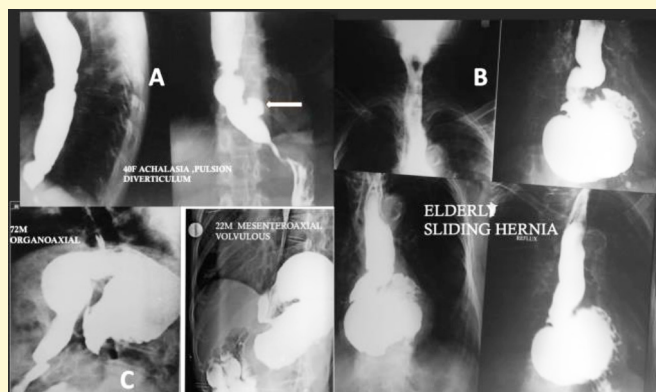 A
40F ACHALASIA ,PULSION
DIVERTICULUM
B
ELDERLY
SLIDING HERNIA
REFLUX
72M
ORGANOAXIAL
22M MESENTEROAXIAL
VOLVULOUS
C